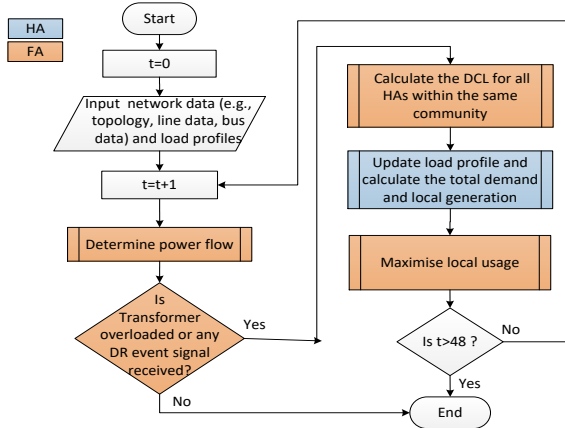 HA
FA
Start
t=0
Input network data (e.g.,
topology, line data, bus
data) and load profiles
t=t+1
Determine power flow
Is
Transformer
overloaded or any
DR event signal
received?
Yes
No
Calculate the DCL for all
HAs within the same
community
Update load profile and
calculate the total demand
and local generation
Maximise local usage
Is t>48 ?
No
Yes
End